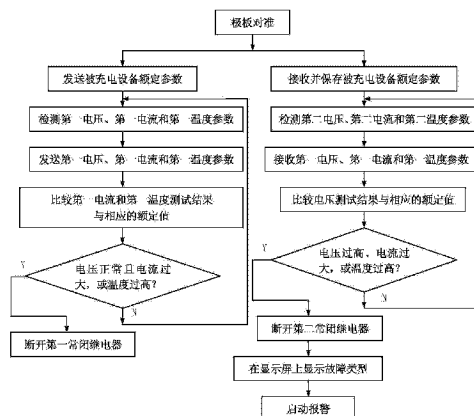 极板对准
发送被充电设备额定参数
检测第一电压、第一电流和第一温度参数
发送第一电压、第一电流和第一温度参数
比较第一电流和第一温度测试结果
与相应的额定值
Y
电压正常且电流过
大，或温度过高？
N
断开第一常闭继电器
接收并保存被充电设备额定参数
检测第二电压、第二电流和第二温度参数
接收第一电压、第一电流和第一温度参数
比较电压测试结果与相应的额定值
Y
电压过高、电流过
大，或温度过高？
N
断开第二常闭继电器
在显示屏上显示故障类型
启动报警